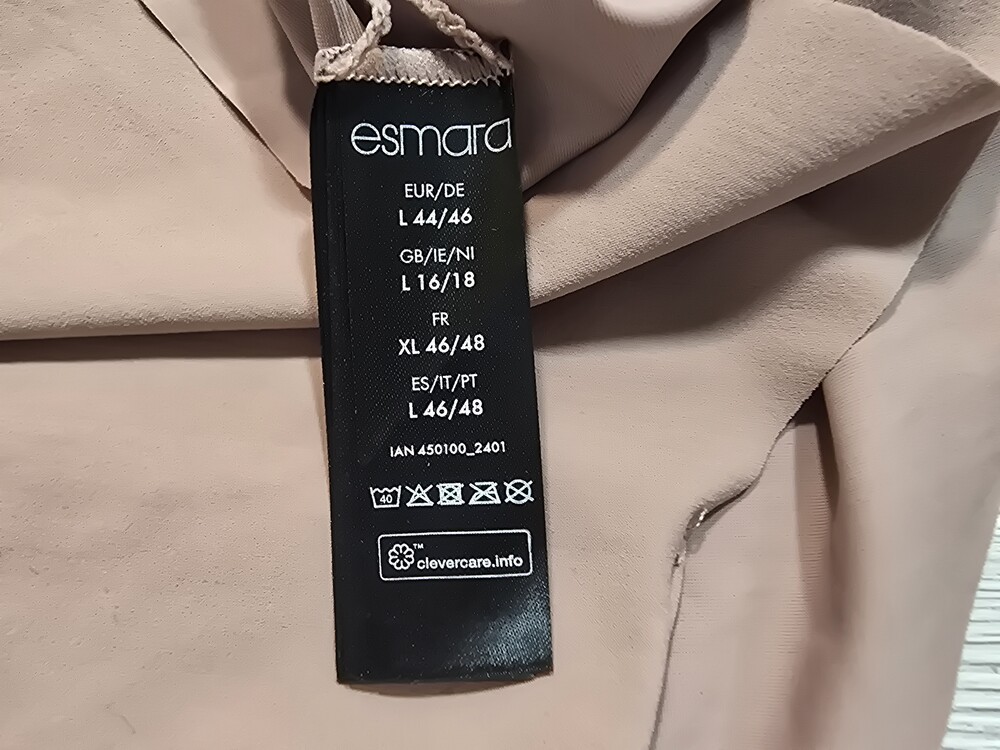 esmara
EUR/DE
L 44/46
GB/IE/NI
L 16/18
FR
XL 46/48
ES/IT/PT
L 46/48
IAN 450100_2401
40
™
clevercare.info